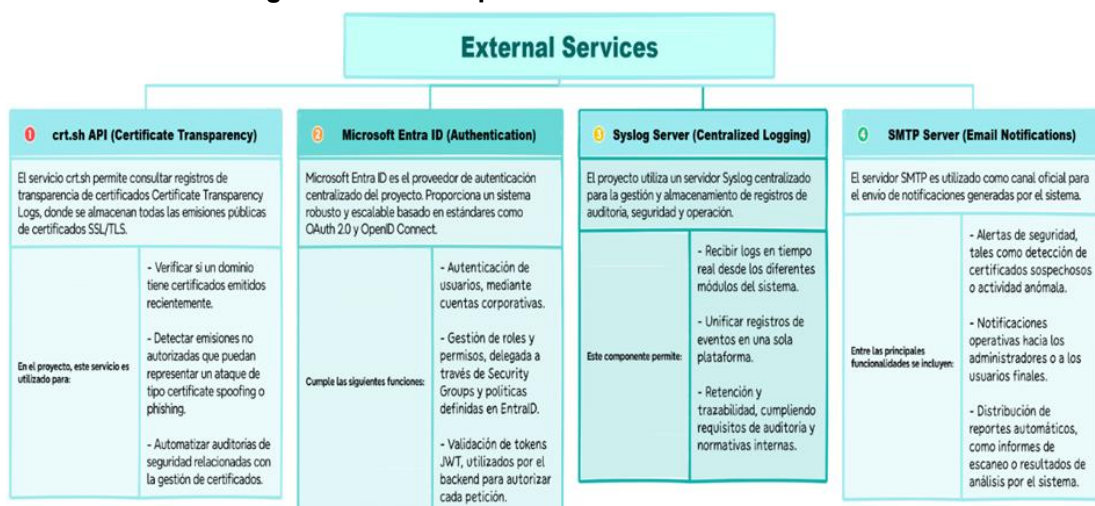 External Services
1 crt.sh API (Certificate Transparency)
El servicio crt.sh permite consultar registros de
transparencia de certificados Certificate Transparency
Logs, donde se almacenan todas las emisiones públicas
de certificados SSL/TLS.
En el proyecto, este servicio es
utilizado para:
- Verificar si un dominio
tiene certificados emitidos
recientemente.
- Detectar emisiones no
autorizadas que puedan
representar un ataque de
tipo certificate spoofing o
phishing.
- Automatizar auditorías de
seguridad relacionadas con
la gestión de certificados.
2 Microsoft Entra ID (Authentication)
Microsoft Entra ID es el proveedor de autenticación
centralizado del proyecto. Proporciona un sistema
robusto y escalable basado en estándares como
OAuth 2.0 y OpenID Connect.
Cumple las siguientes funciones:
- Autenticación de
usuarios, mediante
cuentas corporativas.
- Gestión de roles y
permisos, delegada a
través de Security
Groups y políticas
definidas en EntraID.
- Validación de tokens
JWT, utilizados por el
backend para autorizar
cada petición.
3 Syslog Server (Centralized Logging)
El proyecto utiliza un servidor Syslog centralizado
para la gestión y almacenamiento de registros de
auditoría, seguridad y operación.
Este componente permite:
- Recibir logs en tiempo
real desde los diferentes
módulos del sistema.
- Unificar registros de
eventos en una sola
plataforma.
- Retención y
trazabilidad, cumpliendo
requisitos de auditoría y
normativas internas.
4 SMTP Server (Email Notifications)
El servidor SMTP es utilizado como canal oficial para
el envío de notificaciones generadas por el sistema.
Entre las principales
funcionalidades se incluyen:
- Alertas de seguridad,
tales como detección de
certificados sospechosos
o actividad anómala.
- Notificaciones
operativas hacia los
administradores o a los
usuarios finales.
- Distribución de
reportes automáticos,
como informes de
escaneo o resultados de
análisis por el sistema.